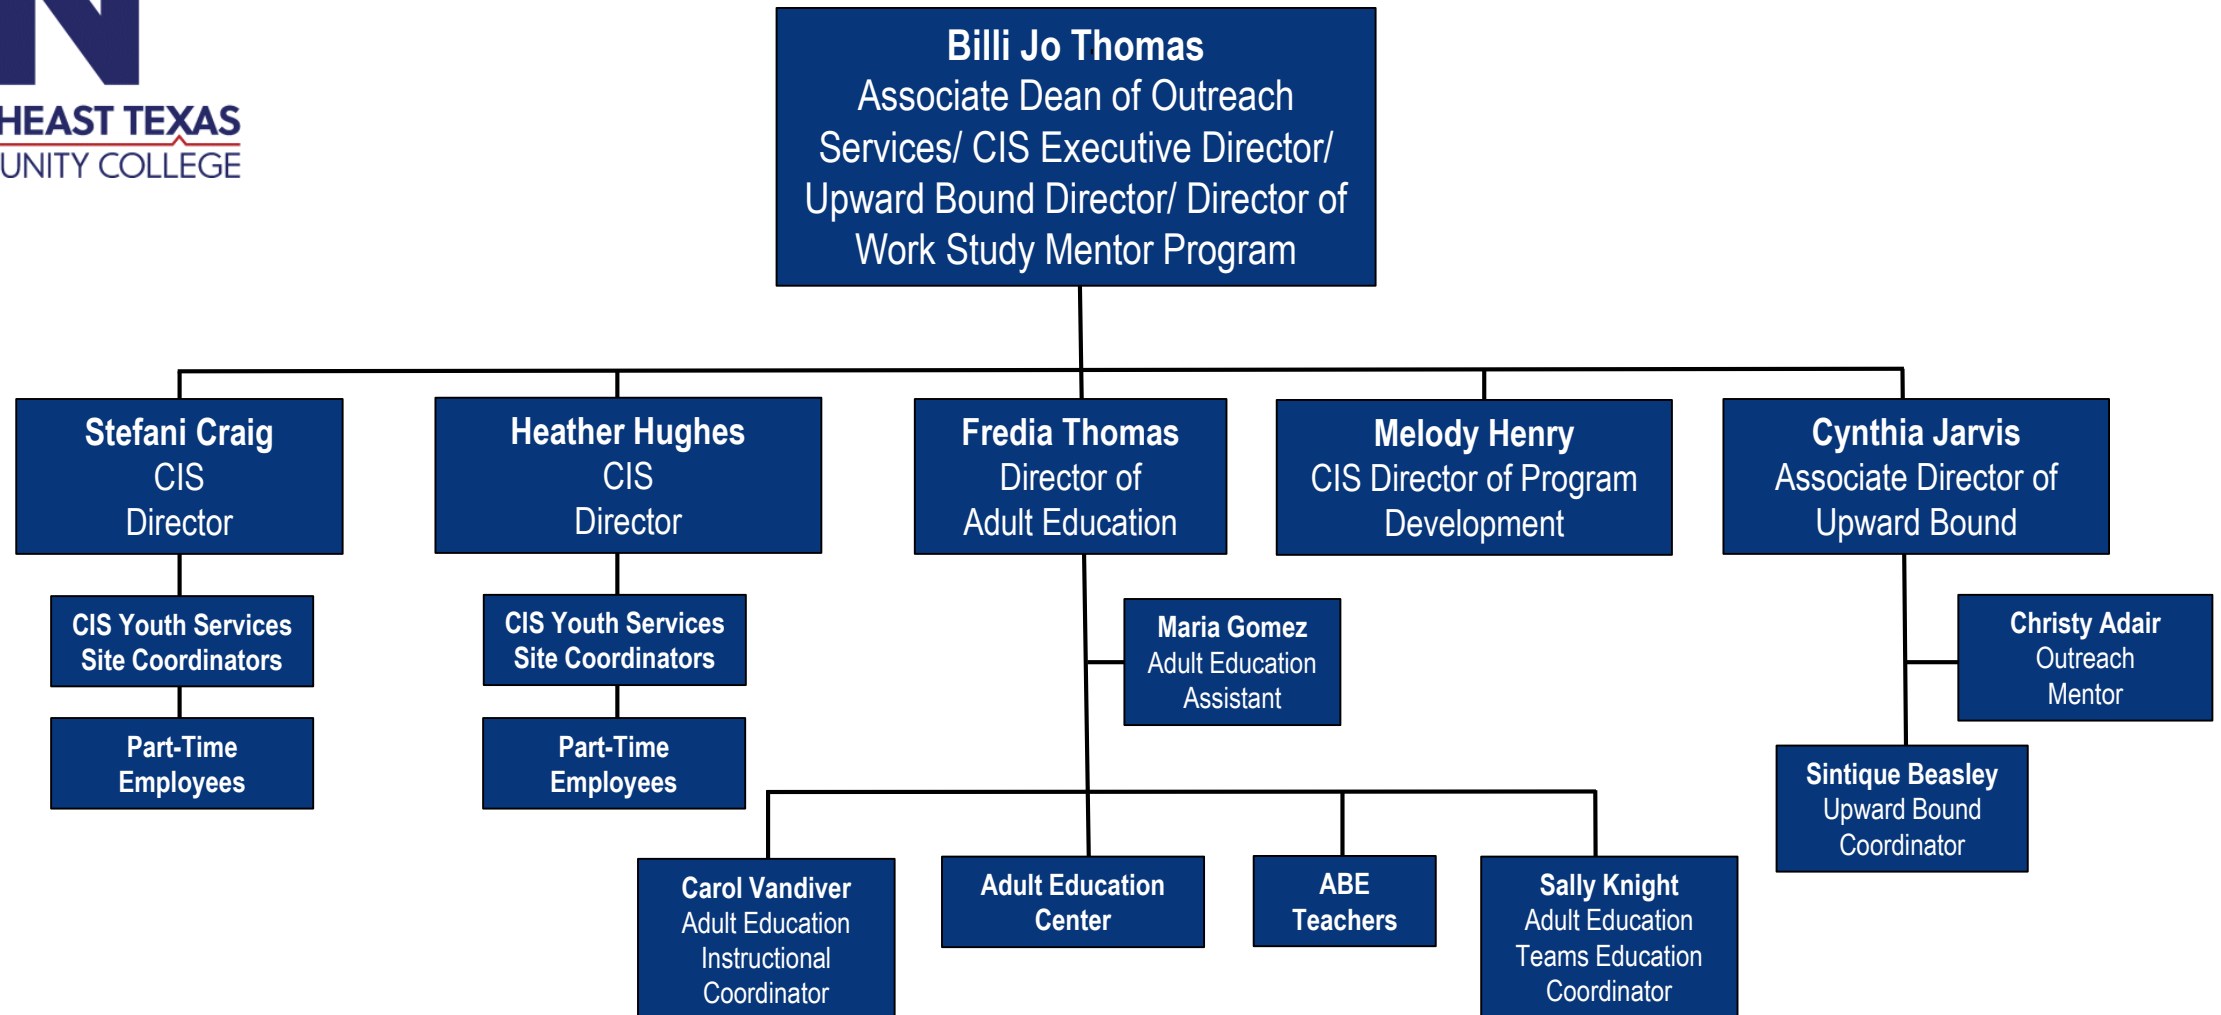 N
HEAST TEXAS
UNITY COLLEGE
Billi Jo Thomas
Associate Dean of Outreach
Services/ CIS Executive Director/
Upward Bound Director/ Director of
Work Study Mentor Program
Stefani Craig
CIS
Director
Heather Hughes
CIS
Director
Fredia Thomas
Director of
Adult Education
Melody Henry
CIS Director of Program
Development
Cynthia Jarvis
Associate Director of
Upward Bound
CIS Youth Services
Site Coordinators
CIS Youth Services
Site Coordinators
Maria Gomez
Adult Education
Assistant
Christy Adair
Outreach
Mentor
Part-Time
Employees
Part-Time
Employees
Sintique Beasley
Upward Bound
Coordinator
Carol Vandiver
Adult Education
Instructional
Coordinator
Adult Education
Center
ABE
Teachers
Sally Knight
Adult Education
Teams Education
Coordinator